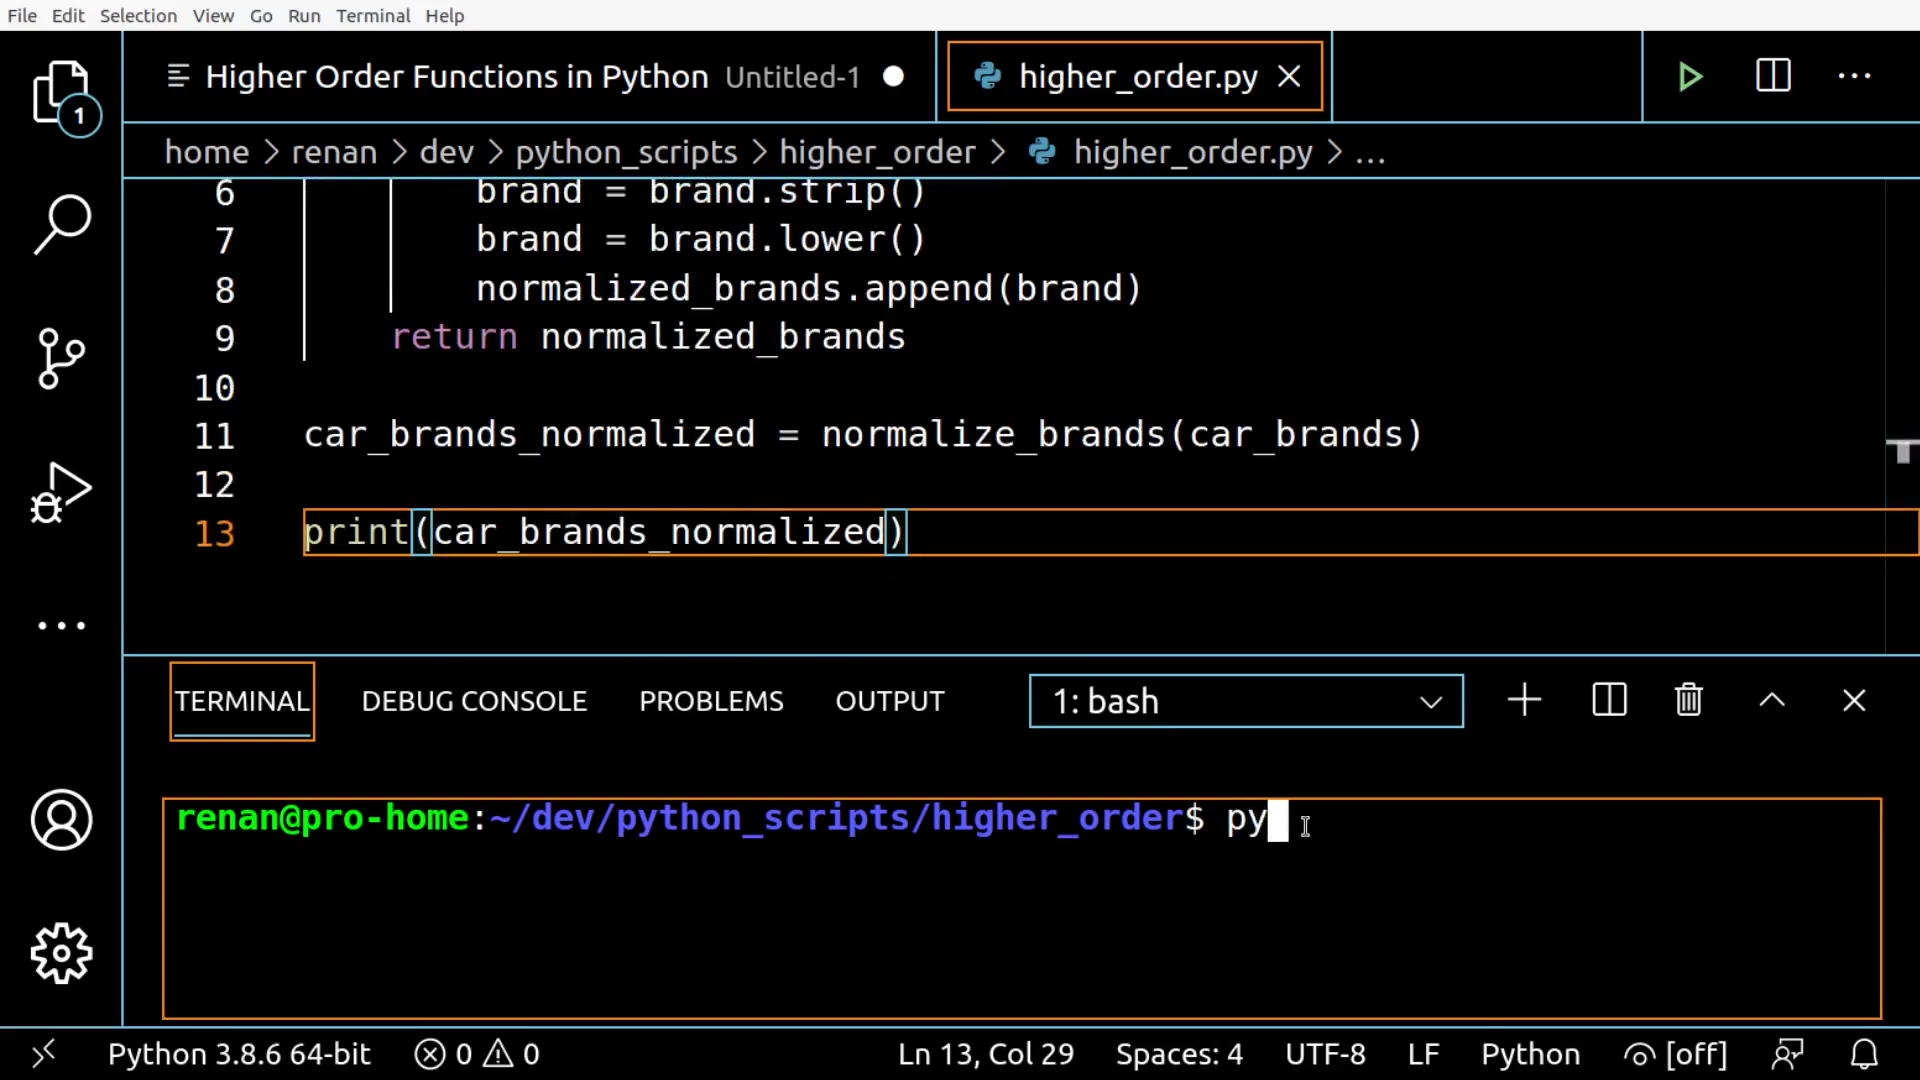 File Edit Selection View Go Run Terminal Help
Higher Order Functions in Python Untitled-1
higher_order.py
1
home > renan > dev > python_scripts > higher_order > higher_order.py > ...
6 brand = brand.strip()
7 brand = brand.lower()
8 normalized_brands.append(brand)
9 return normalized_brands
10
11 car_brands_normalized = normalize_brands(car_brands)
12
13 print(car_brands_normalized)
TERMINAL DEBUG CONSOLE PROBLEMS OUTPUT 1: bash
renan@pro-home:~/dev/python_scripts/higher_order$ py
Python 3.8.6 64-bit 0 0 Ln 13, Col 29 Spaces: 4 UTF-8 LF Python [off]